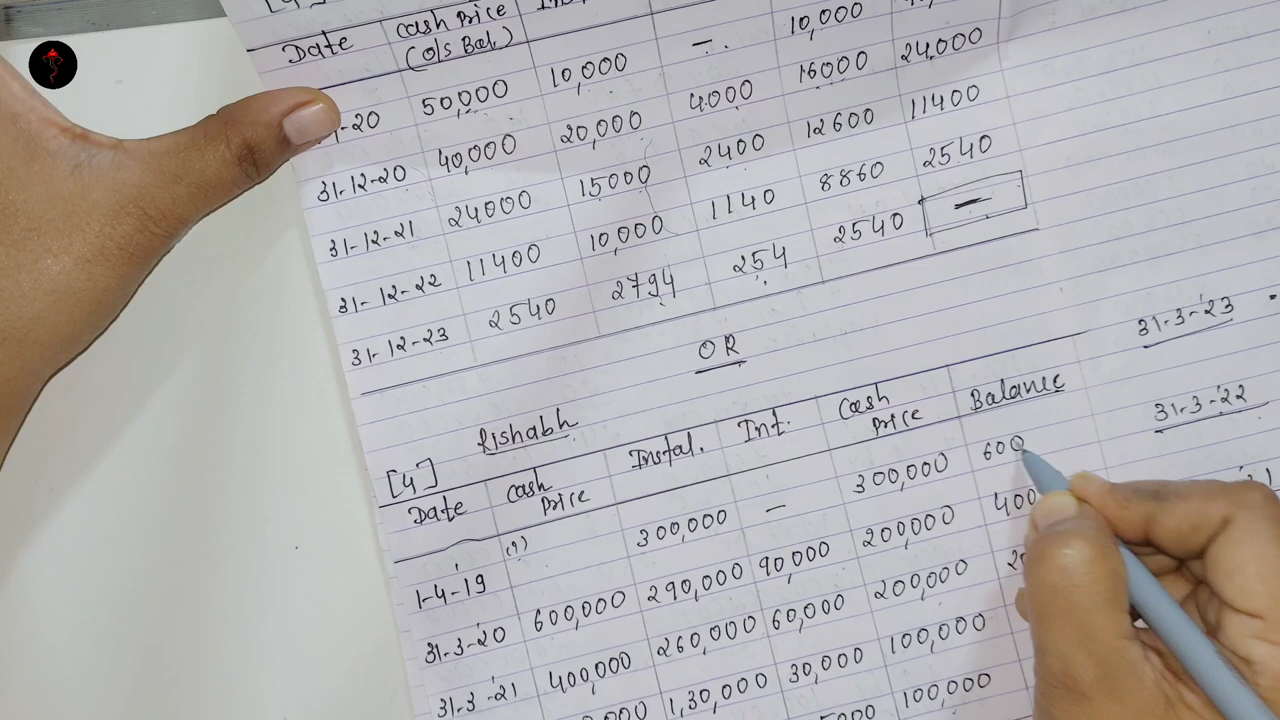 Date Cash Price
(O/s Bal.)
1-20 50,000 10,000 —. 10,000
31-12-20 40,000 20,000 4000 16000 24,000
31-12-21 24000 15000 2400 12600 11400
31-12-22 11400 10,000 1140 8860 2540
31-12-23 2540 2794 254 2540 —
OR
31-3-'23
31-3-'22
[4] Rishabh
Date Cash Price Instal. Int. Cash Price Balance
1-4-'19 (?) 300,000 — 300,000 600
31-3-'20 600,000 290,000 90,000 200,000 400
31-3-'21 400,000 260,000 60,000 200,000
1,30,000 30,000 100,000
100,000